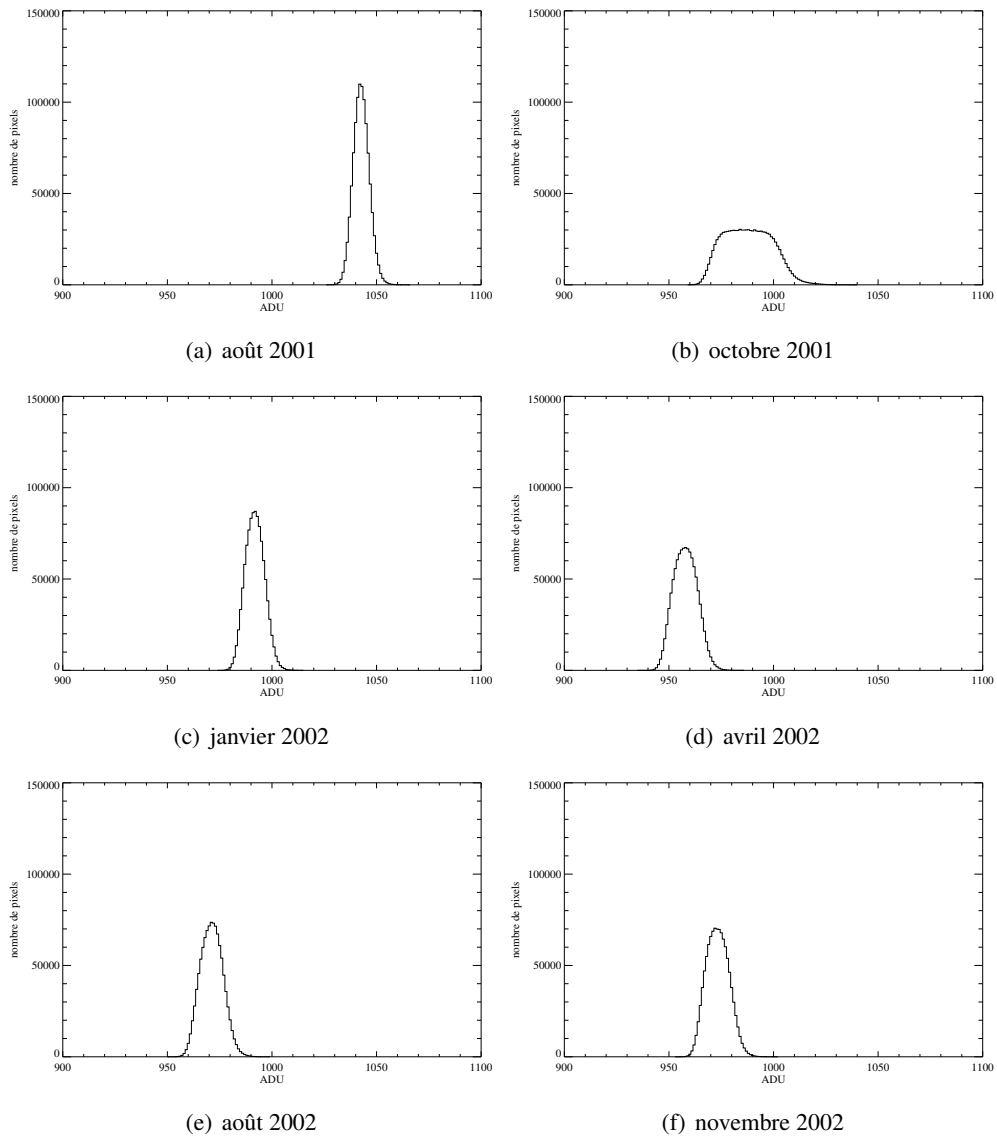 150000
100000
50000
0
nombre de pixels
900 950 1000 1050 1100
ADU
(a) août 2001
150000
100000
50000
0
nombre de pixels
900 950 1000 1050 1100
ADU
(b) octobre 2001
150000
100000
50000
0
nombre de pixels
900 950 1000 1050 1100
ADU
(c) janvier 2002
150000
100000
50000
0
nombre de pixels
900 950 1000 1050 1100
ADU
(d) avril 2002
150000
100000
50000
0
nombre de pixels
900 950 1000 1050 1100
ADU
(e) août 2002
150000
100000
50000
0
nombre de pixels
900 950 1000 1050 1100
ADU
(f) novembre 2002